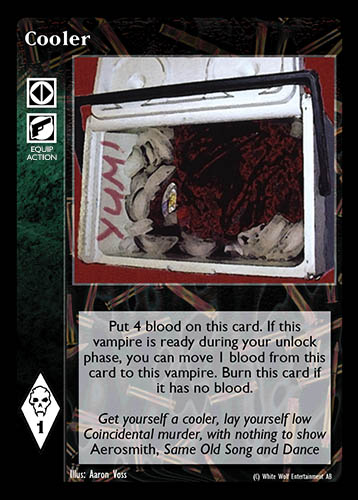 Cooler
EQUIP
ACTION
YUM!
Put 4 blood on this card. If this
vampire is ready during your unlock
phase, you can move 1 blood from this
card to this vampire. Burn this card if
it has no blood.
Get yourself a cooler, lay yourself low
Coincidental murder, with nothing to show
Aerosmith, Same Old Song and Dance
1
Illus: Aaron Voss
(C) White Wolf Entertainment AB